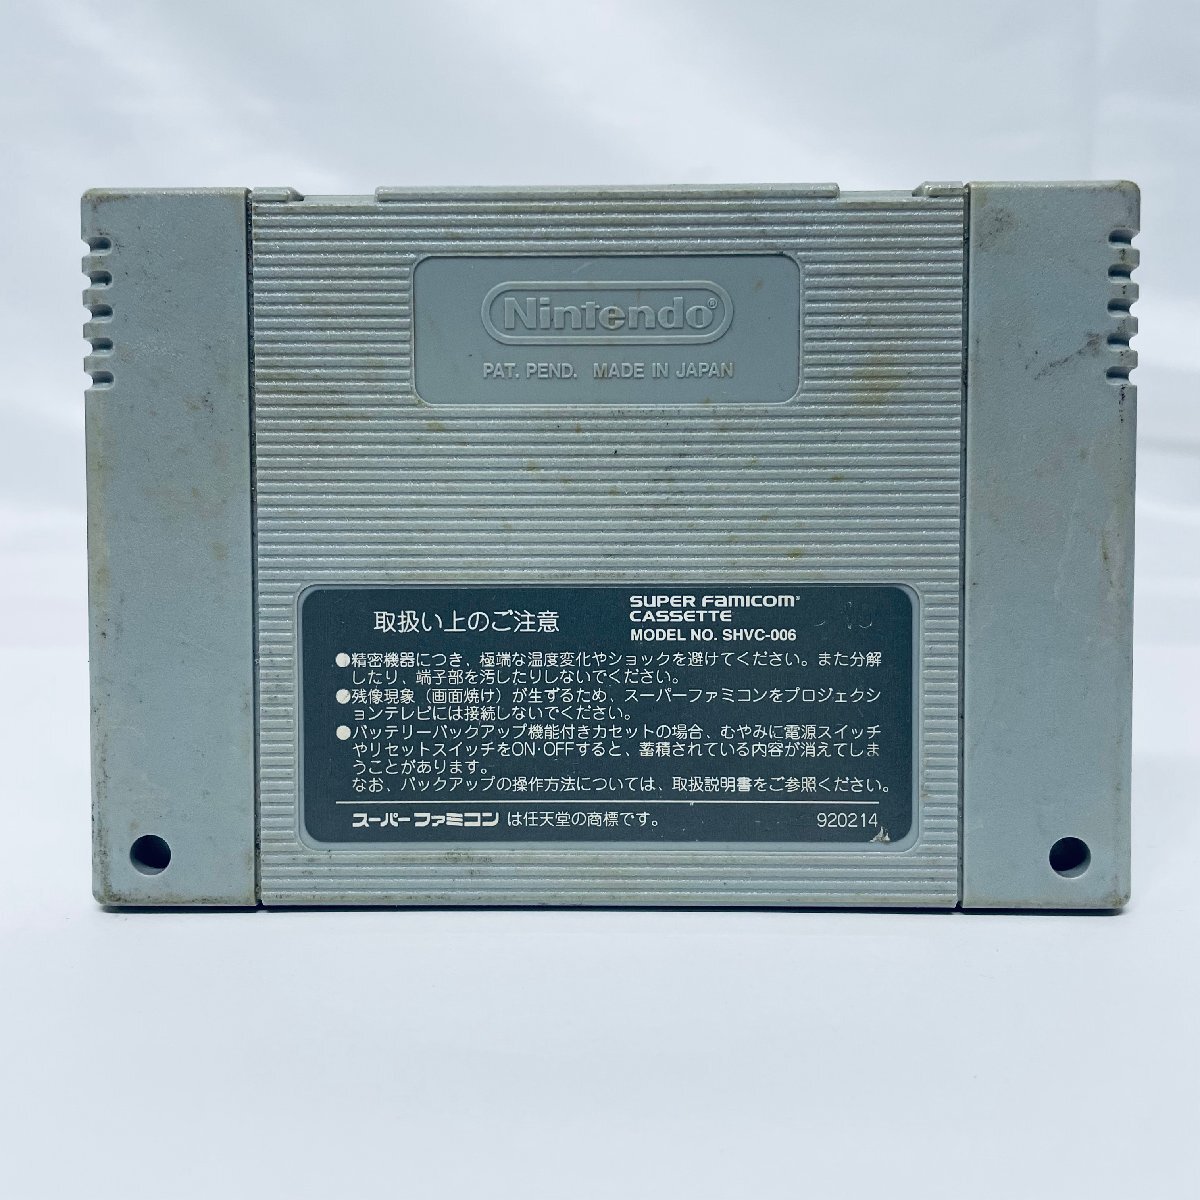 Nintendo®
PAT. PEND. MADE IN JAPAN
取扱い上のご注意
SUPER FAMICOM®
CASSETTE
MODEL NO. SHVC-006
●精密機器につき、極端な温度変化やショックを避けてください。また分解
したり、端子部を汚したりしないでください。
●残像現象（画面焼け）が生ずるため、スーパーファミコンをプロジェクシ
ョンテレビには接続しないでください。
●バッテリーバックアップ機能付きカセットの場合、むやみに電源スイッチ
やリセットスイッチをON·OFFすると、蓄積されている内容が消えてしま
うことがあります。
なお、バックアップの操作方法については、取扱説明書をご参照ください。
スーパーファミコン は任天堂の商標です。
920214